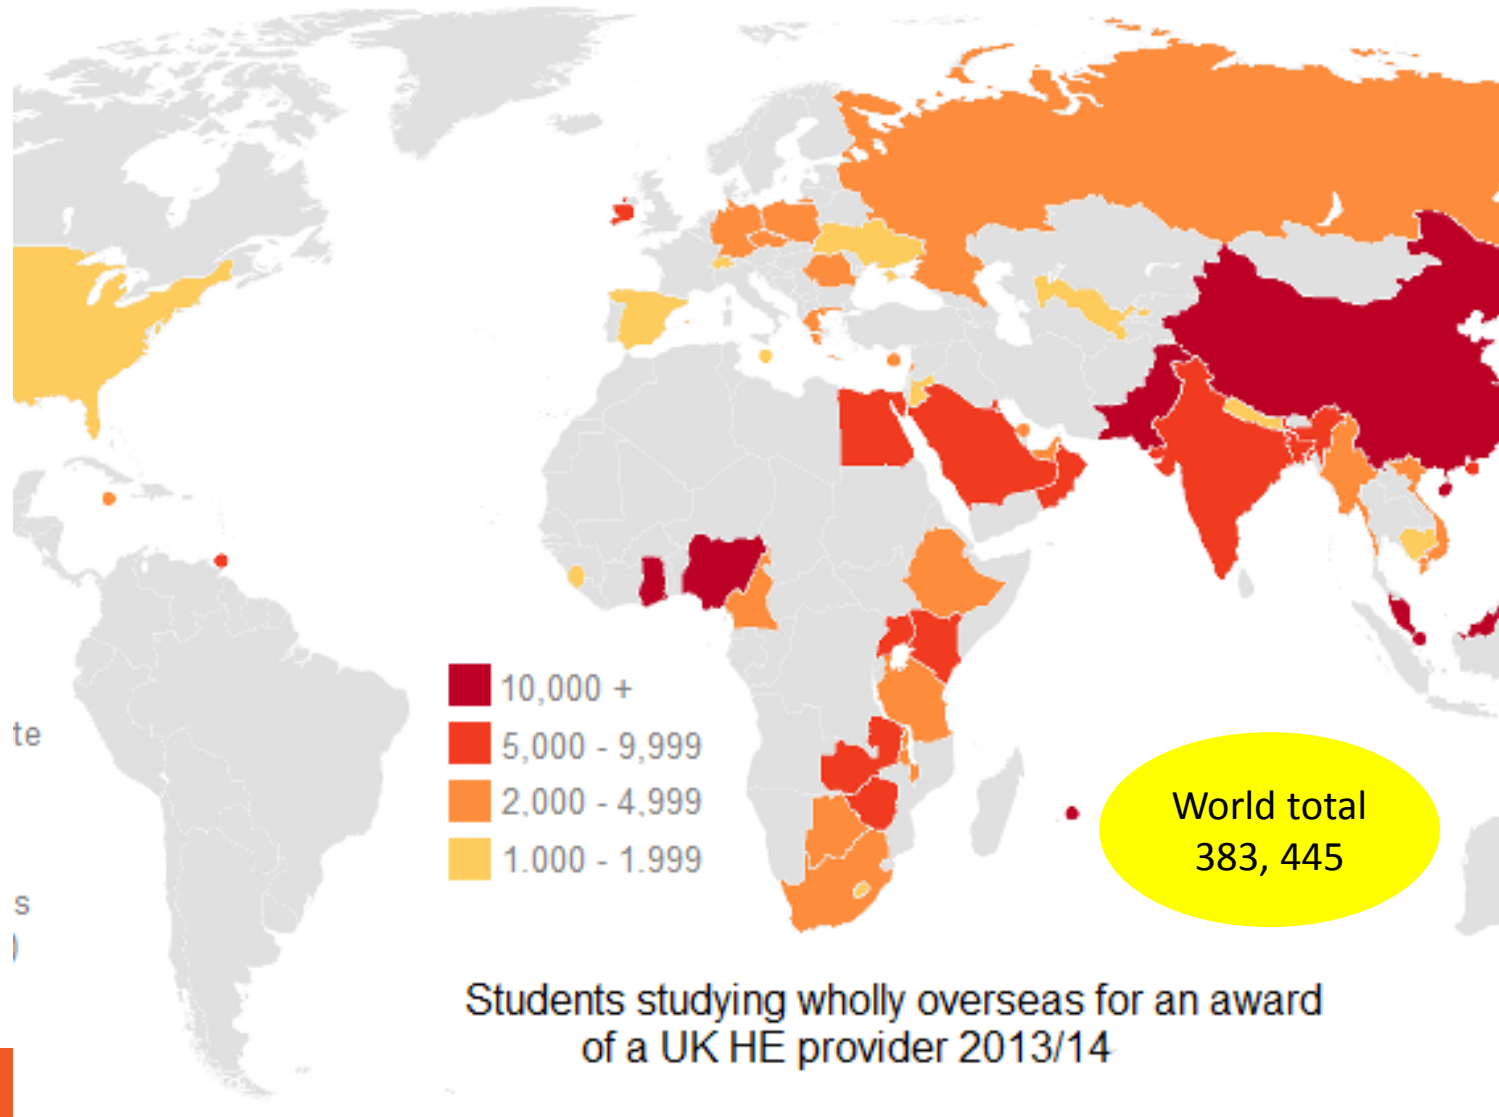 te
s
)
10,000 +
5,000 - 9,999
2,000 - 4,999
1.000 - 1.999
World total
383, 445
Students studying wholly overseas for an award
of a UK HE provider 2013/14